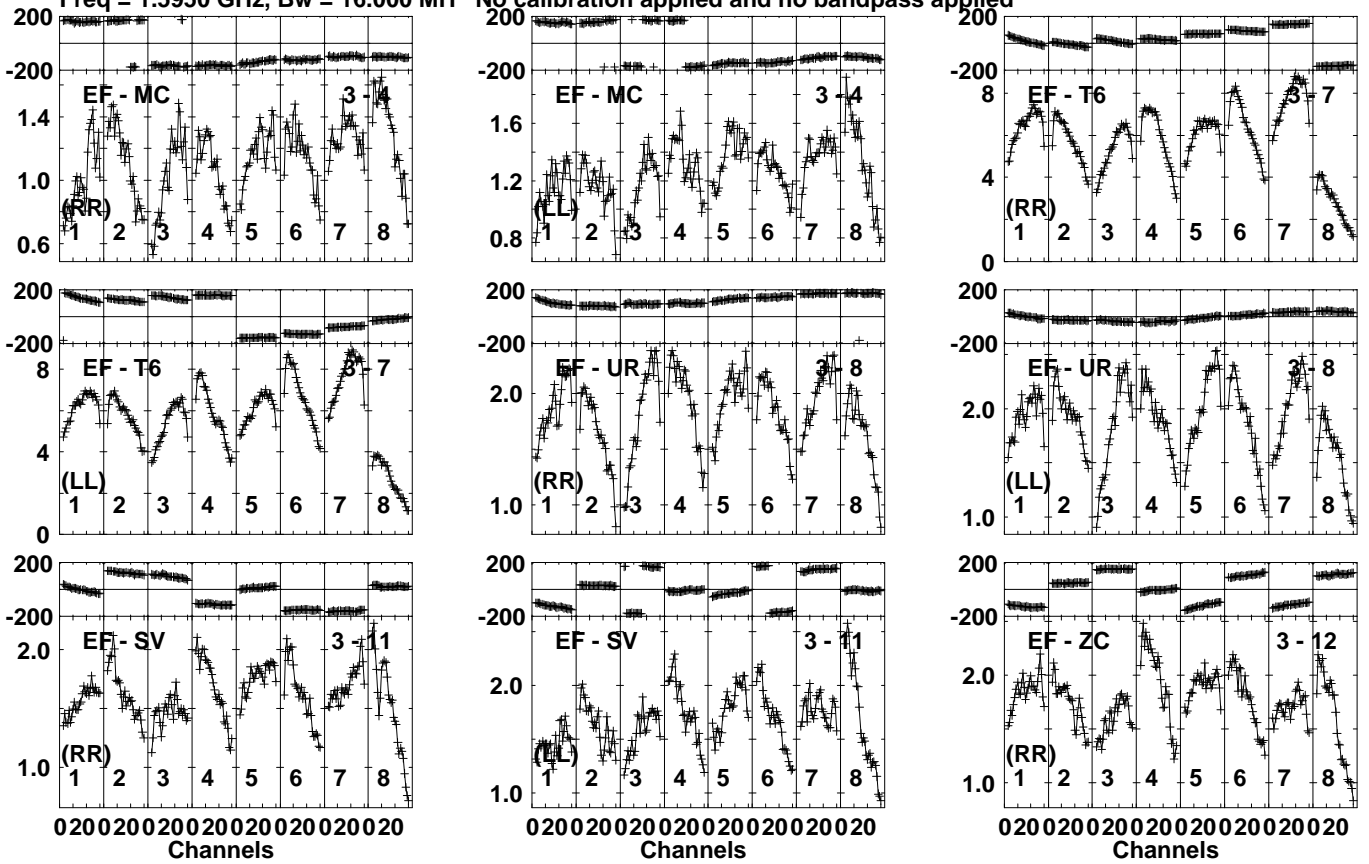 Freq = 1.5950 GHz, Bw = 16.000 MH No calibration applied and no bandpass applied
200 200 200
-200 -200 -200
EF - MC 3 - 4 EF - MC 3 - 4 EF - T6 3 - 7
1.4 1.6 8
1.0 1.2 4
0.6 0.8 0
(RR) (LL) (RR)
1 2 3 4 5 6 7 8 1 2 3 4 5 6 7 8 1 2 3 4 5 6 7 8
200 200 200
-200 -200 -200
EF - T6 3 - 7 EF - UR 3 - 8 EF - UR 3 - 8
8 2.0 2.0
4 1.0 1.0
0
(LL) (RR) (LL)
1 2 3 4 5 6 7 8 1 2 3 4 5 6 7 8 1 2 3 4 5 6 7 8
200 200 200
-200 -200 -200
EF - SV 3 - 11 EF - SV 3 - 11 EF - ZC 3 - 12
2.0 2.0 2.0
1.0 1.0 1.0
(RR) (LL) (RR)
1 2 3 4 5 6 7 8 1 2 3 4 5 6 7 8 1 2 3 4 5 6 7 8
0 20 0 20 0 20 0 20 0 20 0 20 0 20 0 20 0 20 0 20 0 20 0 20 0 20 0 20 0 20 0 20 0 20 0 20 0 20 0 20 0 20 0 20 0 20 0 20
Channels Channels Channels